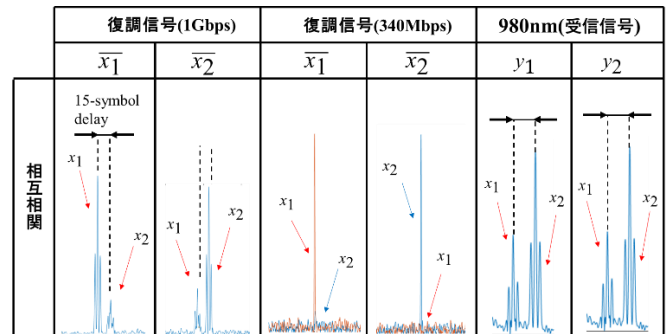 復調信号(1Gbps) 復調信号(340Mbps) 980nm(受信信号)
x̅1 x̅2 x̅1 x̅2 y1 y2
15-symbol
delay
相互相関
x1 x2
x1 x2
x1 x2
x2 x1
x1 x2
x1 x2